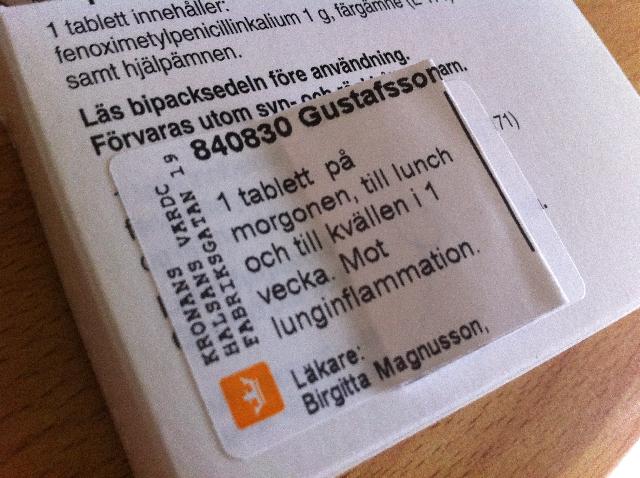 1 tablett innehåller:
fenoximetylpenicillinkalium 1 g, färgämne (E 171)
samt hjälpämnen.
Läs bipacksedeln före användning.
Förvaras utom syn- och
71)
840830 Gustafsson
1 tablett på
morgonen, till lunch
och till kvällen i 1
vecka. Mot
lunginflammation.
Läkare:
Birgitta Magnusson,
KRONANS VÅRDC 19
HÄLSANS
FABRIKSGATAN